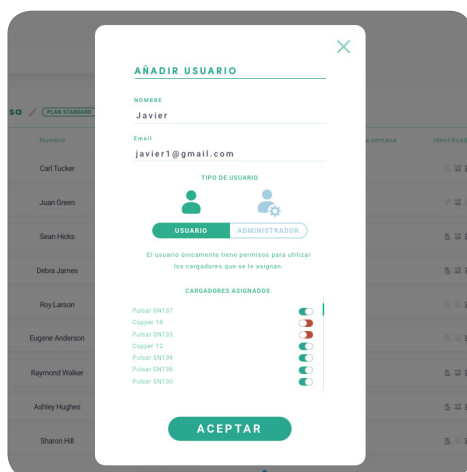 AÑADIR USUARIO
NOMBRE
Javier
Email
javier1@gmail.com
TIPO DE USUARIO
USUARIO
ADMINISTRADOR
El usuario únicamente tiene permisos para utilizar
los cargadores que se le asignan.
CARGADORES ASIGNADOS
Pulsar SN137
Copper 18
Pulsar SN135
Copper 12
Pulsar SN139
Pulsar SN136
Pulsar SN130
ACEPTAR
sa
PLAN STANDARD
Nombre
a semana
Identificad
Carl Tucker
Juan Green
Sean Hicks
Debra James
Roy Larson
Eugene Anderson
Raymond Walker
Ashley Hughes
Sharon Hill